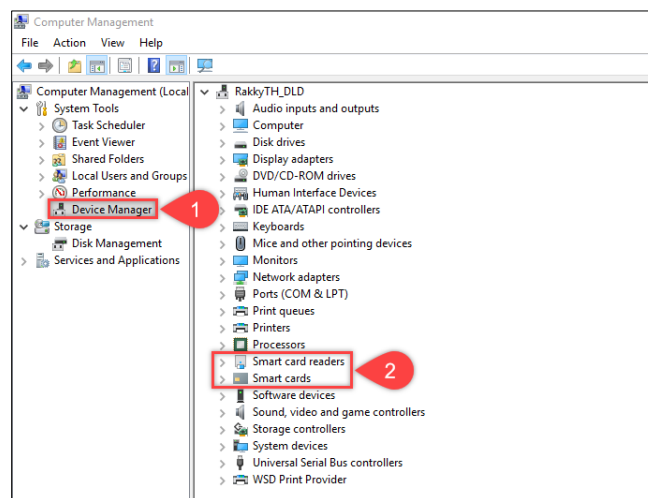 Computer Management
File Action View Help
Computer Management (Local
System Tools
Task Scheduler
Event Viewer
Shared Folders
Local Users and Groups
Performance
Device Manager
1
Storage
Disk Management
Services and Applications
RakkyTH_DLD
Audio inputs and outputs
Computer
Disk drives
Display adapters
DVD/CD-ROM drives
Human Interface Devices
IDE ATA/ATAPI controllers
Keyboards
Mice and other pointing devices
Monitors
Network adapters
Ports (COM & LPT)
Print queues
Printers
Processors
Smart card readers
Smart cards
2
Software devices
Sound, video and game controllers
Storage controllers
System devices
Universal Serial Bus controllers
WSD Print Provider